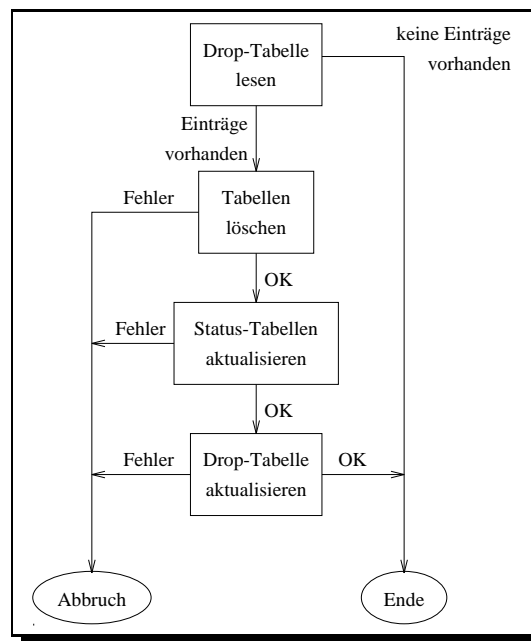 keine Einträge
vorhanden
Drop-Tabelle
lesen
Einträge
vorhanden
Fehler
Tabellen
löschen
OK
Fehler
Status-Tabellen
aktualisieren
OK
Fehler
Drop-Tabelle
aktualisieren
OK
Abbruch
Ende